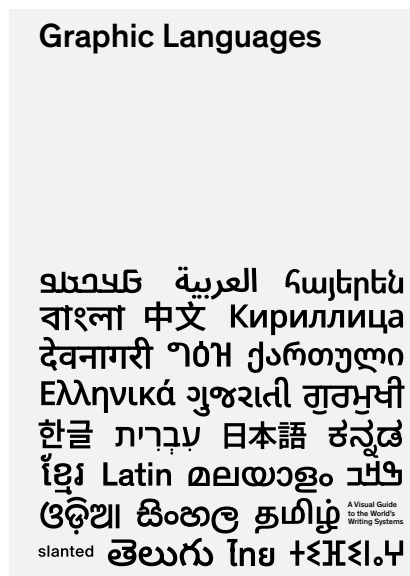 Graphic Languages
العربية հայերեն
বাংলা 中文 Кириллица
देवनागरी ქართული
Ελληνικά ગુજરાતી ਗੁਰਮੁਖੀ
한글 עִבְרִית 日本語 ಕನ್ನಡ
ខ្មែរ Latin മലയാളം
ଓଡ଼ିଆ සිංහල தமிழ்
A Visual Guide
to the World's
Writing Systems
slanted తెలుగు ไทย ⵜⵉⴼⵉⵏⴰⵖ